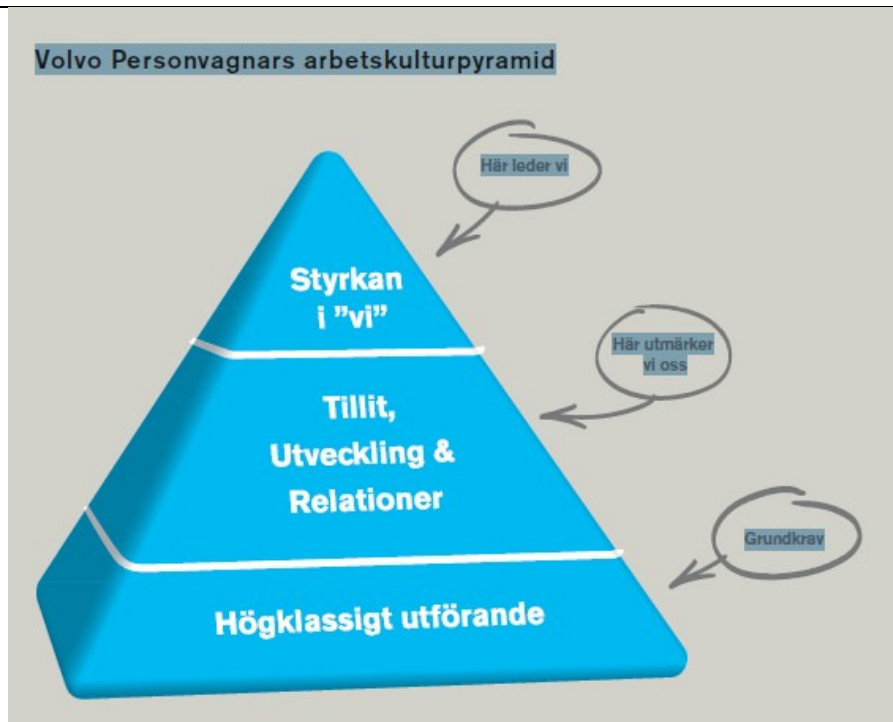 Volvo Personvagnars arbetskulturpyramid
Här leder vi
Styrkan
i ”vi”
Här utmärker
vi oss
Tillit,
Utveckling &
Relationer
Grundkrav
Högklassigt utförande